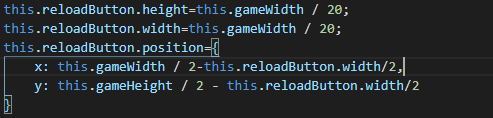 this.reloadButton.height=this.gameWidth / 20;
this.reloadButton.width=this.gameWidth / 20;
this.reloadButton.position={
    x: this.gameWidth / 2-this.reloadButton.width/2,
    y: this.gameHeight / 2 - this.reloadButton.width/2
}